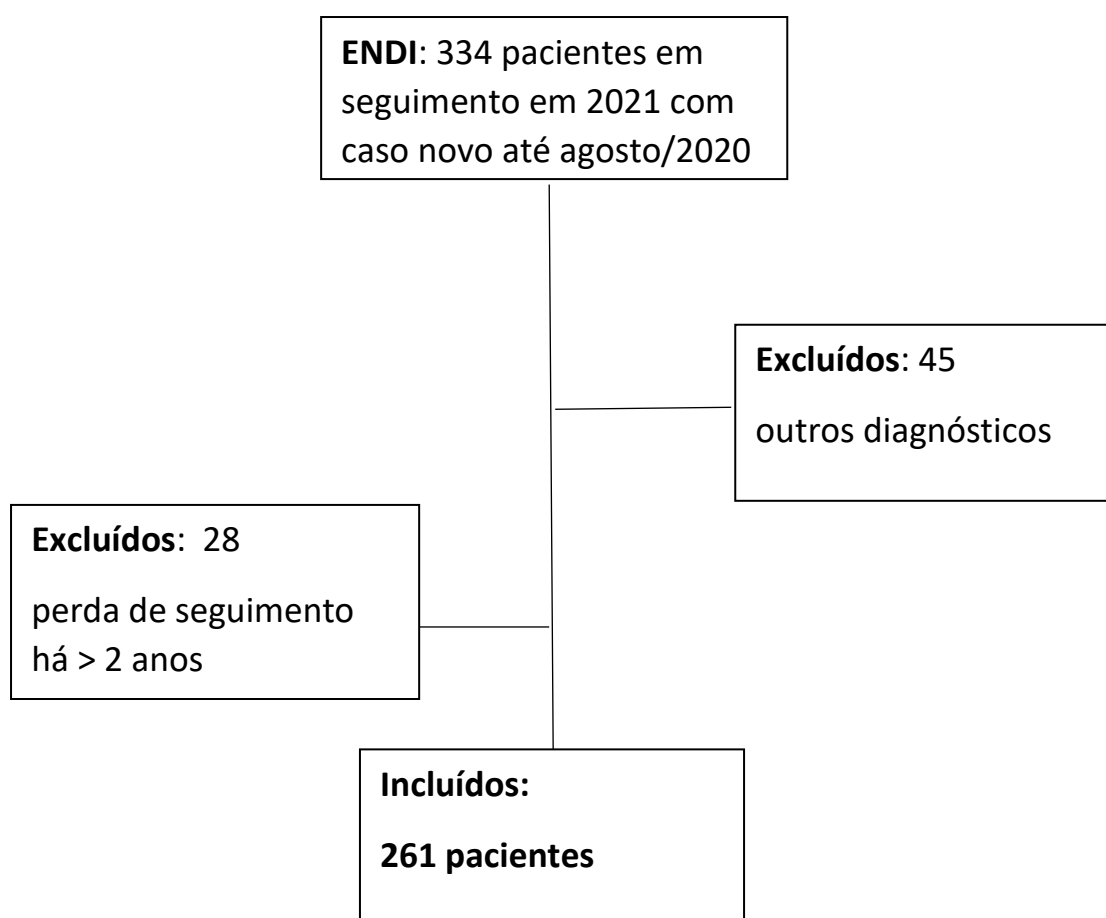 ENDI: 334 pacientes em
seguimento em 2021 com
caso novo até agosto/2020
Excluídos: 45
outros diagnósticos
Excluídos: 28
perda de seguimento
há > 2 anos
Incluídos:
261 pacientes